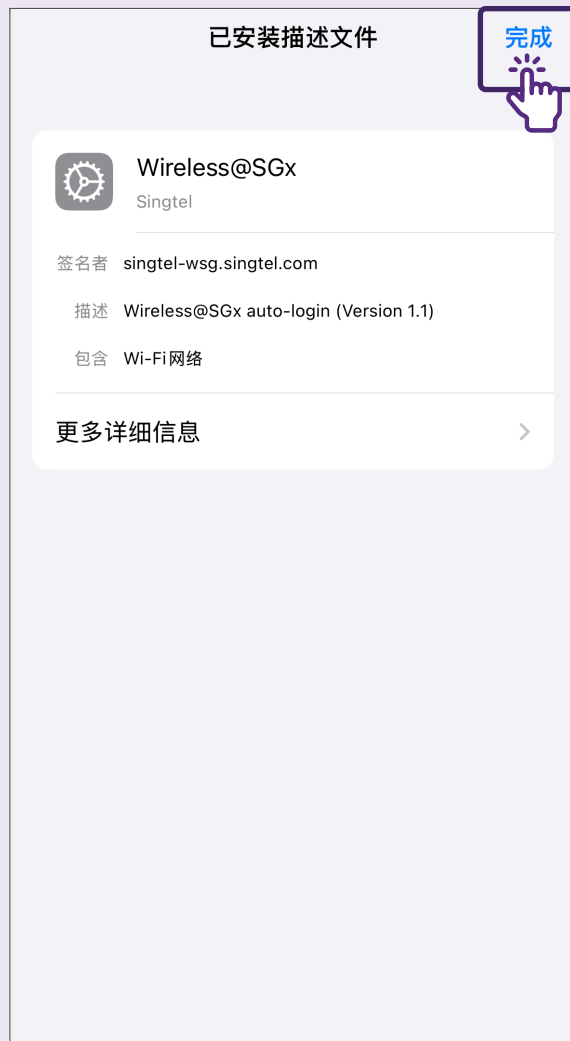 已安装描述文件
完成
Wireless@SGx
Singtel
签名者 singtel-wsg.singtel.com
描述 Wireless@SGx auto-login (Version 1.1)
包含 Wi-Fi网络
更多详细信息